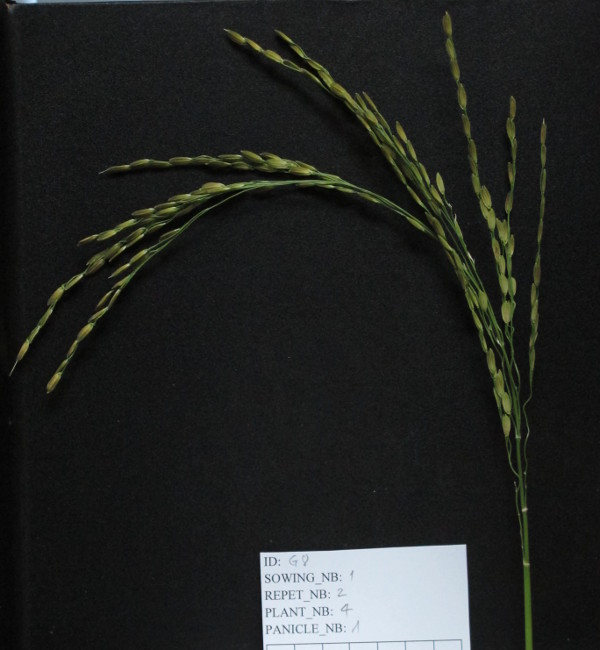 ID: G8
SOWING_NB: 1
REPET_NB: 2
PLANT_NB: 4
PANICLE_NB: 1